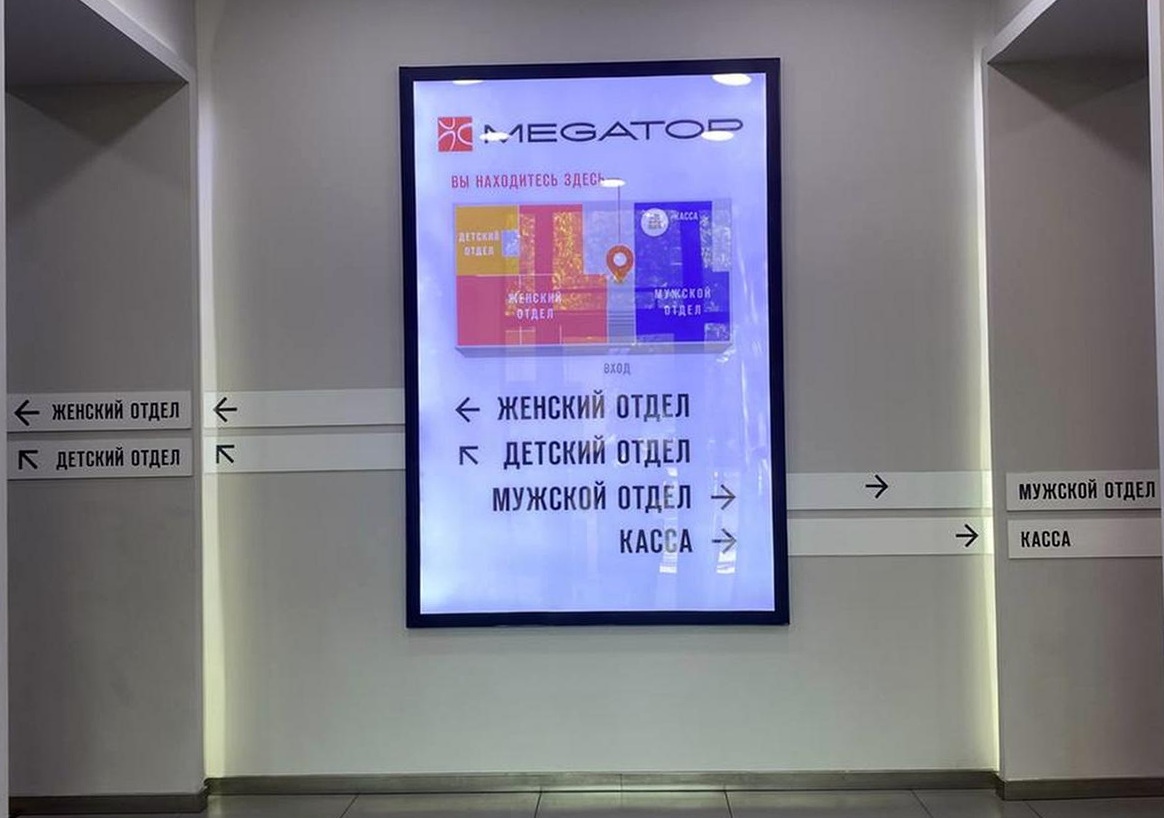 MEGATOP
ВЫ НАХОДИТЕСЬ ЗДЕСЬ
КАССА
ДЕТСКИЙ
ОТДЕЛ
ЖЕНСКИЙ
ОТДЕЛ
МУЖСКОЙ
ОТДЕЛ
ВХОД
← ЖЕНСКИЙ ОТДЕЛ
↖ ДЕТСКИЙ ОТДЕЛ
МУЖСКОЙ ОТДЕЛ →
КАССА →
← ЖЕНСКИЙ ОТДЕЛ
↖ ДЕТСКИЙ ОТДЕЛ
МУЖСКОЙ ОТДЕЛ
КАССА